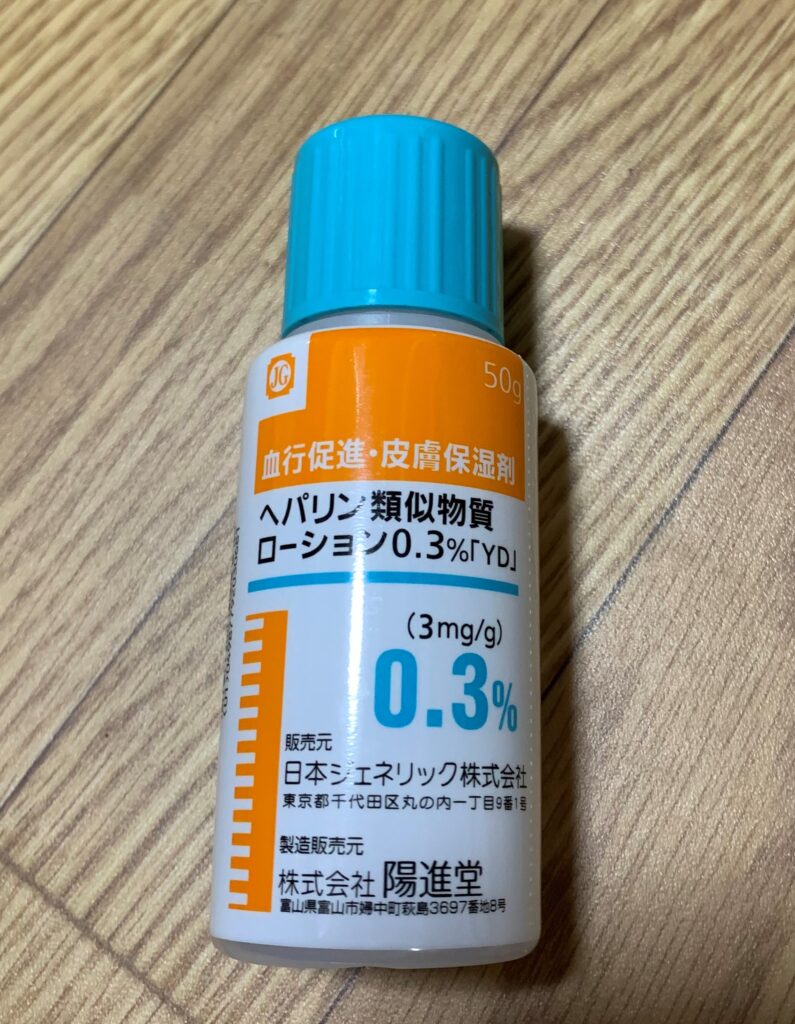 JG
50g
血行促進・皮膚保湿剤
ヘパリン類似物質
ローション0.3%「YD」
(3mg/g)
0.3%
販売元
日本ジェネリック株式会社
東京都千代田区丸の内一丁目9番1号
製造販売元
株式会社 陽進堂
富山県富山市婦中町萩島3697番地8号